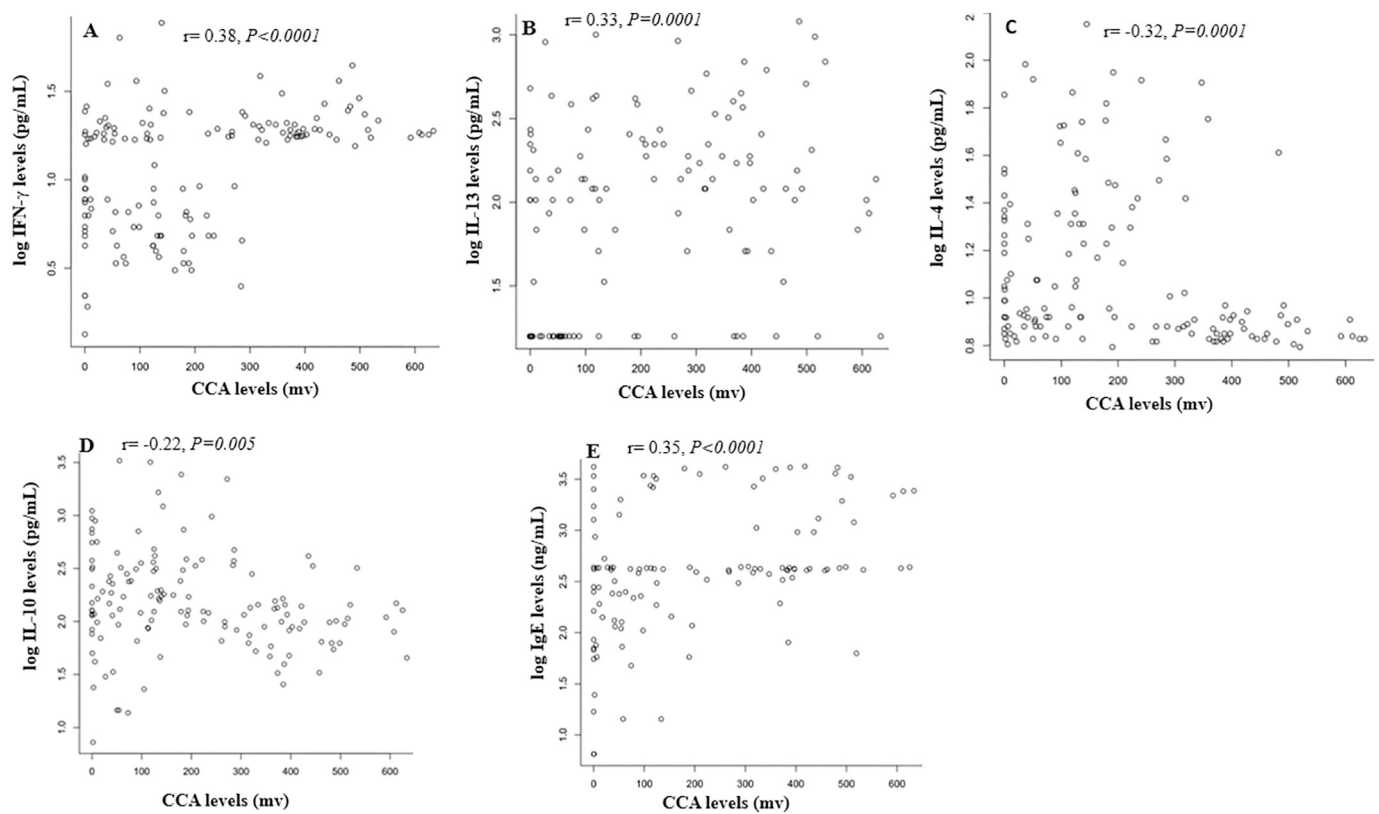 A
r= 0.38, P<0.0001
log IFN-γ levels (pg/mL)
1.5
1.0
0.5
0 100 200 300 400 500 600
CCA levels (mv)
B
r= 0.33, P=0.0001
log IL-13 levels (pg/mL)
3.0
2.5
2.0
1.5
0 100 200 300 400 500 600
CCA levels (mv)
C
r= -0.32, P=0.0001
log IL-4 levels (pg/mL)
2.0
1.8
1.6
1.4
1.2
1.0
0.8
0 100 200 300 400 500 600
CCA levels (mv)
D
r= -0.22, P=0.005
log IL-10 levels (pg/mL)
3.5
3.0
2.5
2.0
1.5
1.0
0 100 200 300 400 500 600
CCA levels (mv)
E
r= 0.35, P<0.0001
log IgE levels (ng/mL)
3.5
3.0
2.5
2.0
1.5
1.0
0 100 200 300 400 500 600
CCA levels (mv)